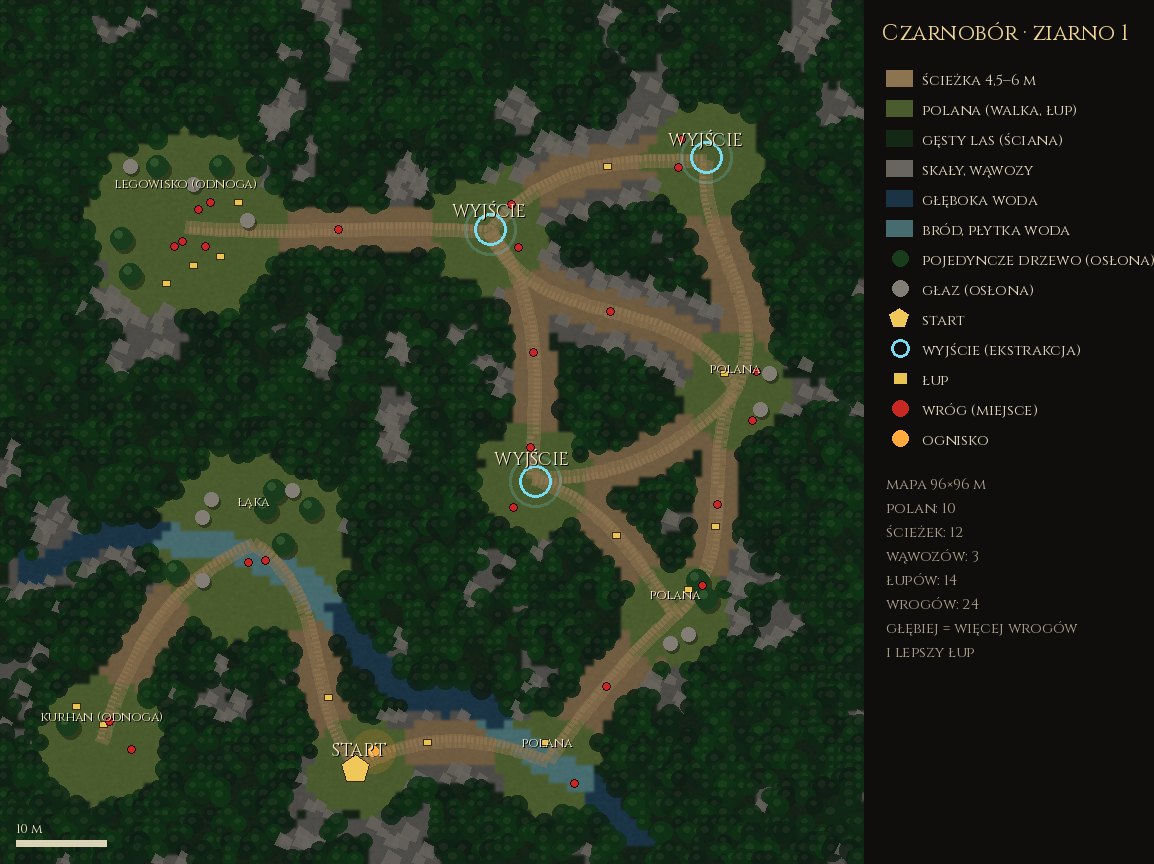 Czarnobór · ziarno 1
ścieżka 4,5–6 m
polana (walka, łup)
gęsty las (ściana)
skały, wąwozy
głęboka woda
bród, płytka woda
pojedyncze drzewo (osłona)
głaz (osłona)
start
wyjście (ekstrakcja)
łup
wróg (miejsce)
ognisko
mapa 96×96 m
polan: 10
ścieżek: 12
wąwozów: 3
łupów: 14
wrogów: 24
głębiej = więcej wrogów
i lepszy łup
WYJŚCIE
LEGOWISKO (ODNOGA)
WYJŚCIE
POLANA
WYJŚCIE
ŁĄKA
POLANA
KURHAN (ODNOGA)
START
POLANA
10 m